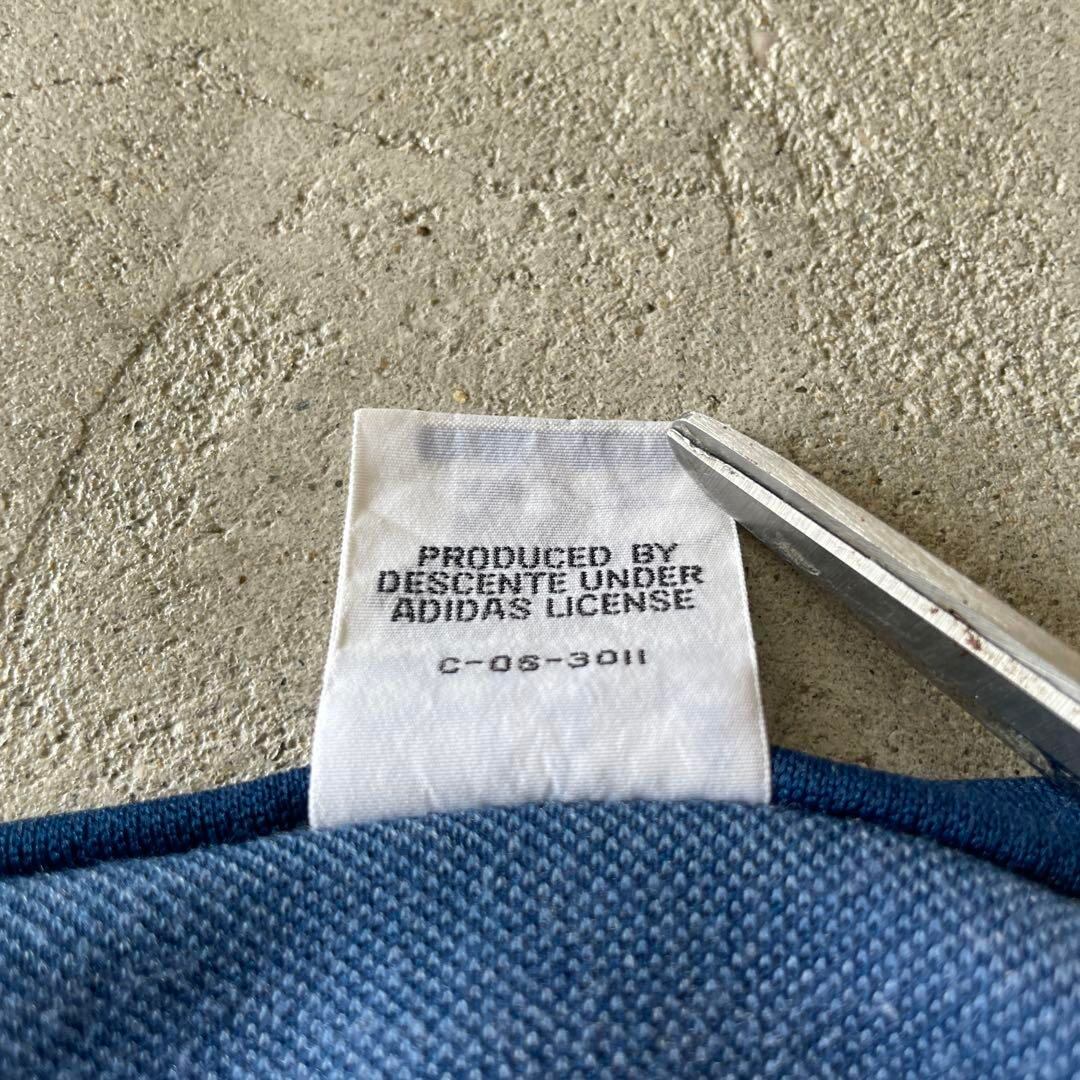 PRODUCED BY
DESCENTE UNDER
ADIDAS LICENSE
C-06-3011